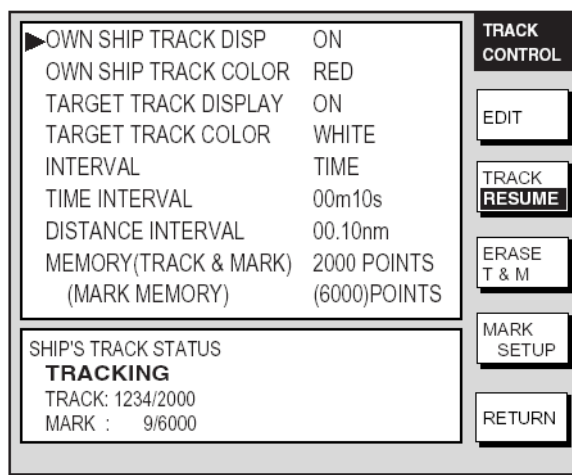 OWN SHIP TRACK DISP ON
OWN SHIP TRACK COLOR RED
TARGET TRACK DISPLAY ON
TARGET TRACK COLOR WHITE
INTERVAL TIME
TIME INTERVAL 00m10s
DISTANCE INTERVAL 00.10nm
MEMORY(TRACK & MARK) 2000 POINTS
(MARK MEMORY) (6000)POINTS
SHIP'S TRACK STATUS
TRACKING
TRACK: 1234/2000
MARK : 9/6000
TRACK
CONTROL
EDIT
TRACK
RESUME
ERASE
T & M
MARK
SETUP
RETURN